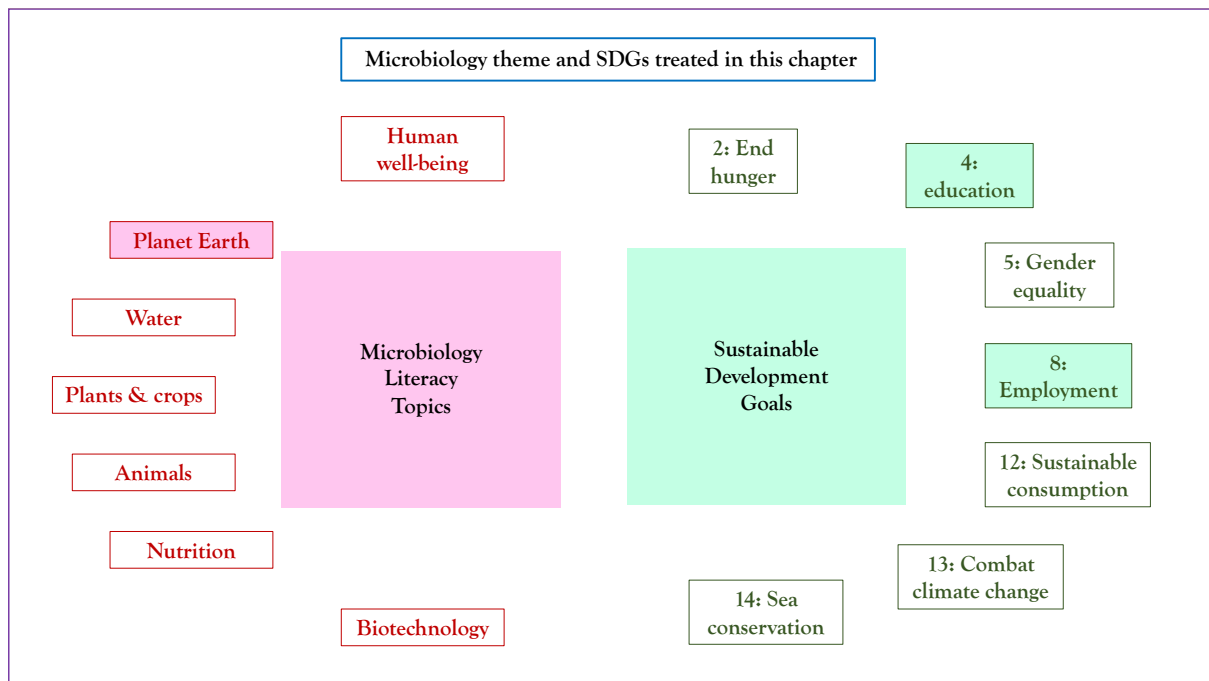 Microbiology theme and SDGs treated in this chapter
Human
well-being
Planet Earth
Water
Plants & crops
Animals
Nutrition
Biotechnology
Microbiology
Literacy
Topics
Sustainable
Development
Goals
2: End
hunger
4:
education
5: Gender
equality
8:
Employment
12: Sustainable
consumption
13: Combat
climate change
14: Sea
conservation